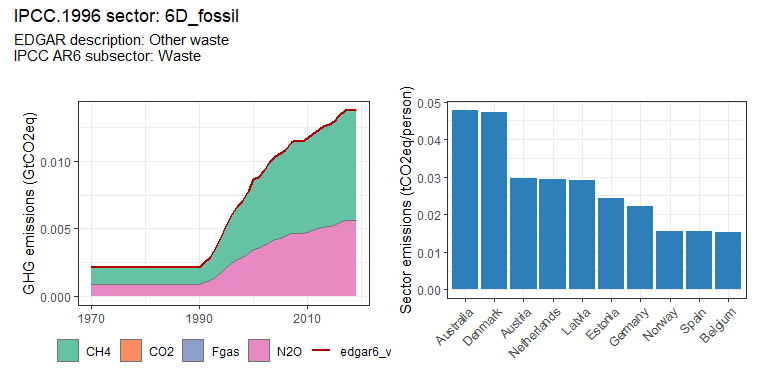 IPCC.1996 sector: 6D_fossil
EDGAR description: Other waste
IPCC AR6 subsector: Waste
GHG emissions (GtCO2eq)
0.010
0.005
0.000
1970
1990
2010
CH4
CO2
Fgas
N2O
edgar6_v
Sector emissions (tCO2eq/person)
0.05
0.04
0.03
0.02
0.01
0.00
Australia
Denmark
Austria
Netherlands
Latvia
Estonia
Germany
Norway
Spain
Belgium